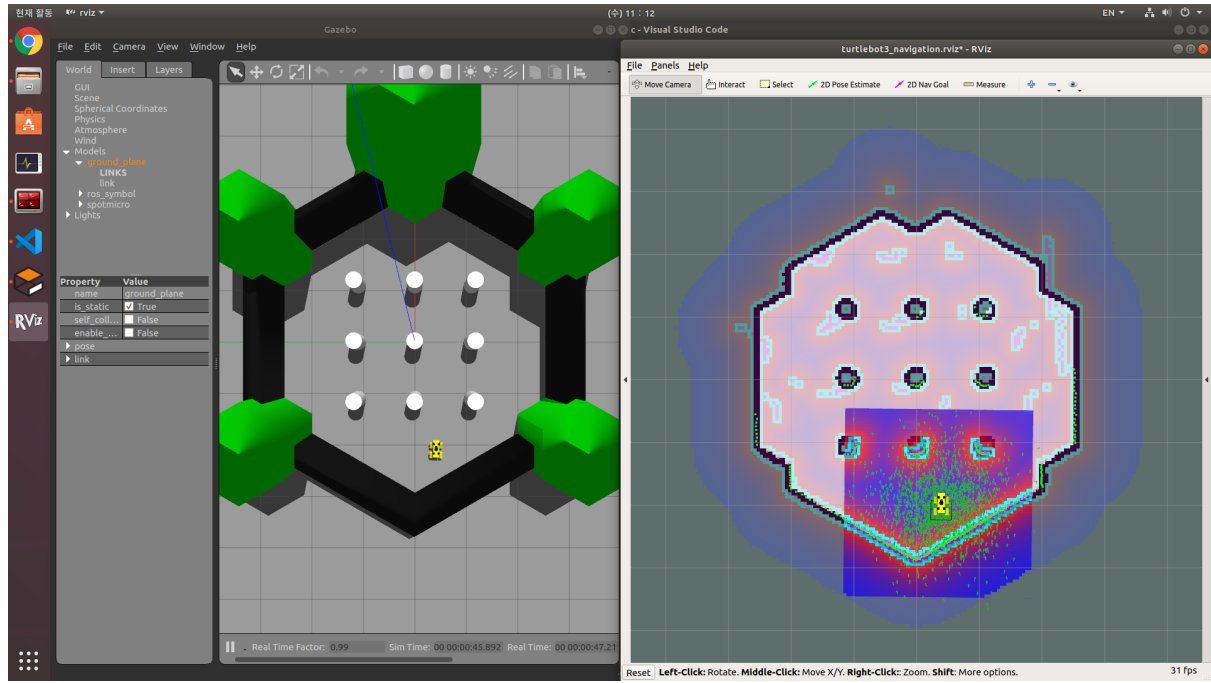 현재 활동 RViz rviz ▾ (수) 11 : 12 EN ▾
Gazebo
c - Visual Studio Code
turtlebot3_navigation.rviz* - RViz
File Edit Camera View Window Help
File Panels Help
World Insert Layers
Move Camera Interact Select 2D Pose Estimate 2D Nav Goal Measure
GUI
Scene
Spherical Coordinates
Physics
Atmosphere
Wind
Models
ground_plane
LINKS
link
ros_symbol
spotmicro
Lights
Property Value
name ground_plane
is_static True
self_coll... False
enable_... False
pose
link
RViz
Real Time Factor: 0.99 Sim Time: 00 00:00:45.892 Real Time: 00 00:00:47.21
Reset Left-Click: Rotate. Middle-Click: Move X/Y. Right-Click:: Zoom. Shift: More options. 31 fps